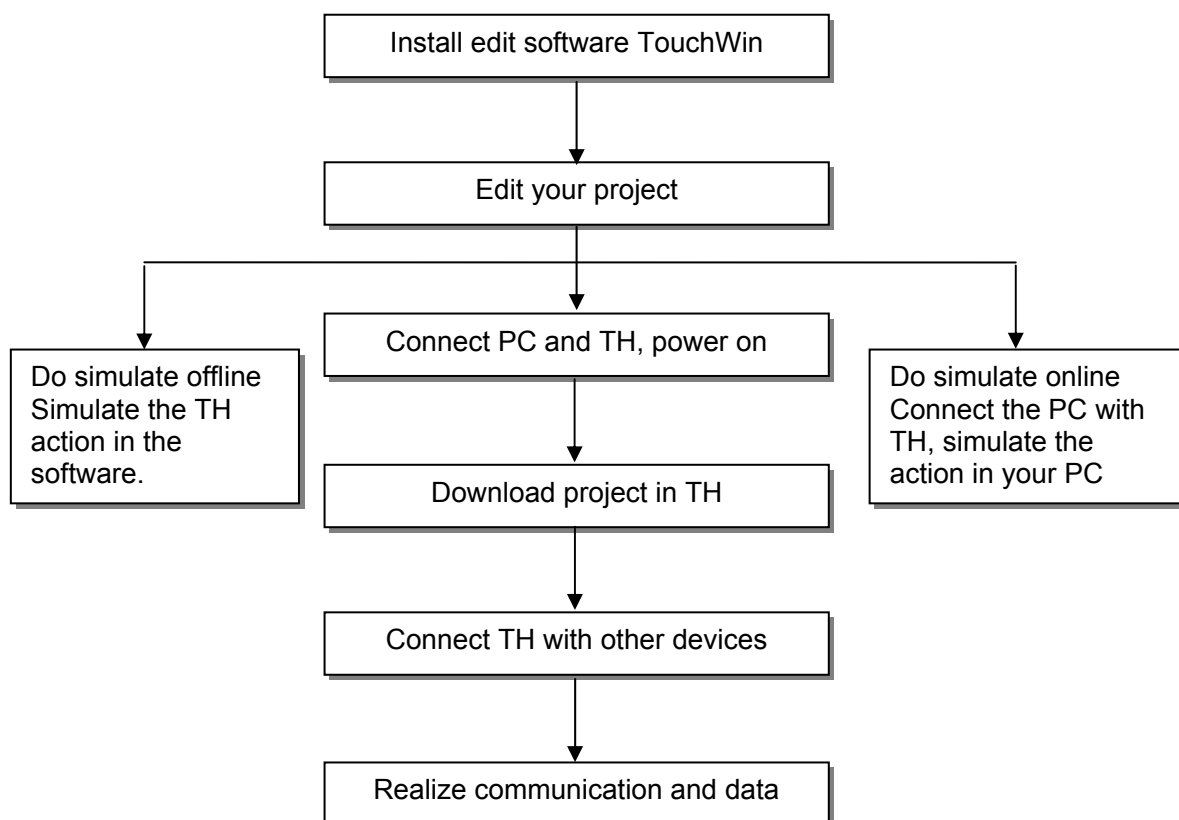 Install edit software TouchWin
Edit your project
Connect PC and TH, power on
Do simulate offline
Simulate the TH
action in the
software.
Do simulate online
Connect the PC with
TH, simulate the
action in your PC
Download project in TH
Connect TH with other devices
Realize communication and data